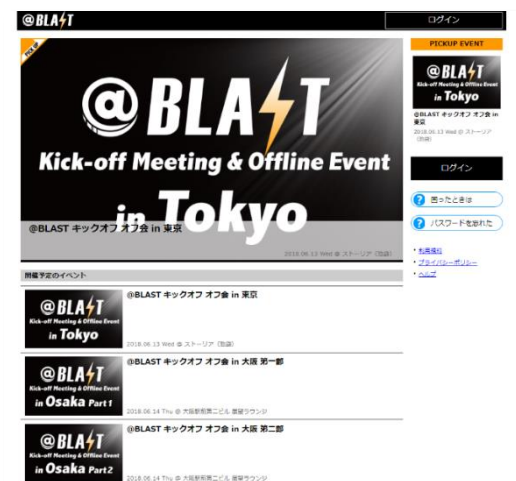 @BLAST
ログイン
PICK UP
@BLAST
Kick-off Meeting & Offline Event
in Tokyo
@BLAST キックオフ オフ会 in 東京
2018.06.13 Wed @ ストーリア（池袋）
PICKUP EVENT
@BLAST
Kick-off Meeting & Offline Event
in Tokyo
@BLAST キックオフ オフ会 in
東京
2018.06.13 Wed @ ストーリア
（池袋）
ログイン
困ったときは
パスワードを忘れた
利用規約
プライバシーポリシー
ヘルプ
開催予定のイベント
@BLAST
Kick-off Meeting & Offline Event
in Tokyo
@BLAST キックオフ オフ会 in 東京
2018.06.13 Wed @ ストーリア（池袋）
@BLAST
Kick-off Meeting & Offline Event
in Osaka Part1
@BLAST キックオフ オフ会 in 大阪 第一部
2018.06.14 Thu @ 大阪駅前第二ビル 展望ラウンジ
@BLAST
Kick-off Meeting & Offline Event
in Osaka Part2
@BLAST キックオフ オフ会 in 大阪 第二部
2018.06.14 Thu @ 大阪駅前第二ビル 展望ラウンジ